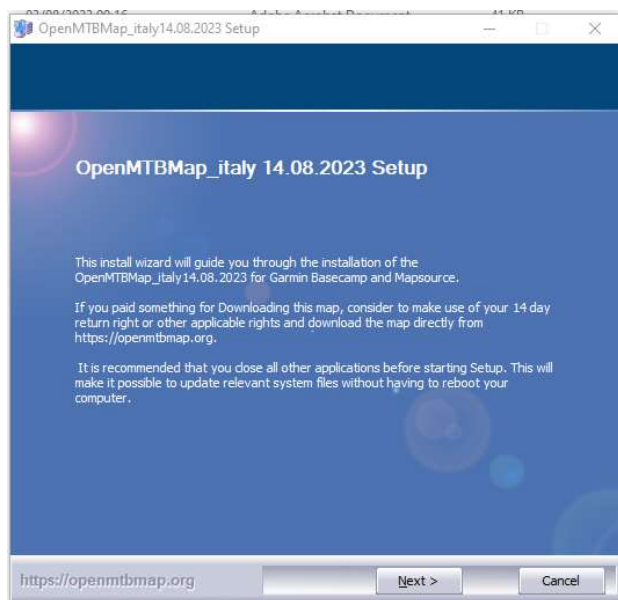 OpenMTBMap_italy14.08.2023 Setup
OpenMTBMap_italy 14.08.2023 Setup
This install wizard will guide you through the installation of the
OpenMTBMap_italy14.08.2023 for Garmin Basecamp and Mapsource.
If you paid something for Downloading this map, consider to make use of your 14 day
return right or other applicable rights and download the map directly from
https://openmtbmap.org.
It is recommended that you close all other applications before starting Setup. This will
make it possible to update relevant system files without having to reboot your
computer.
https://openmtbmap.org
Next >
Cancel